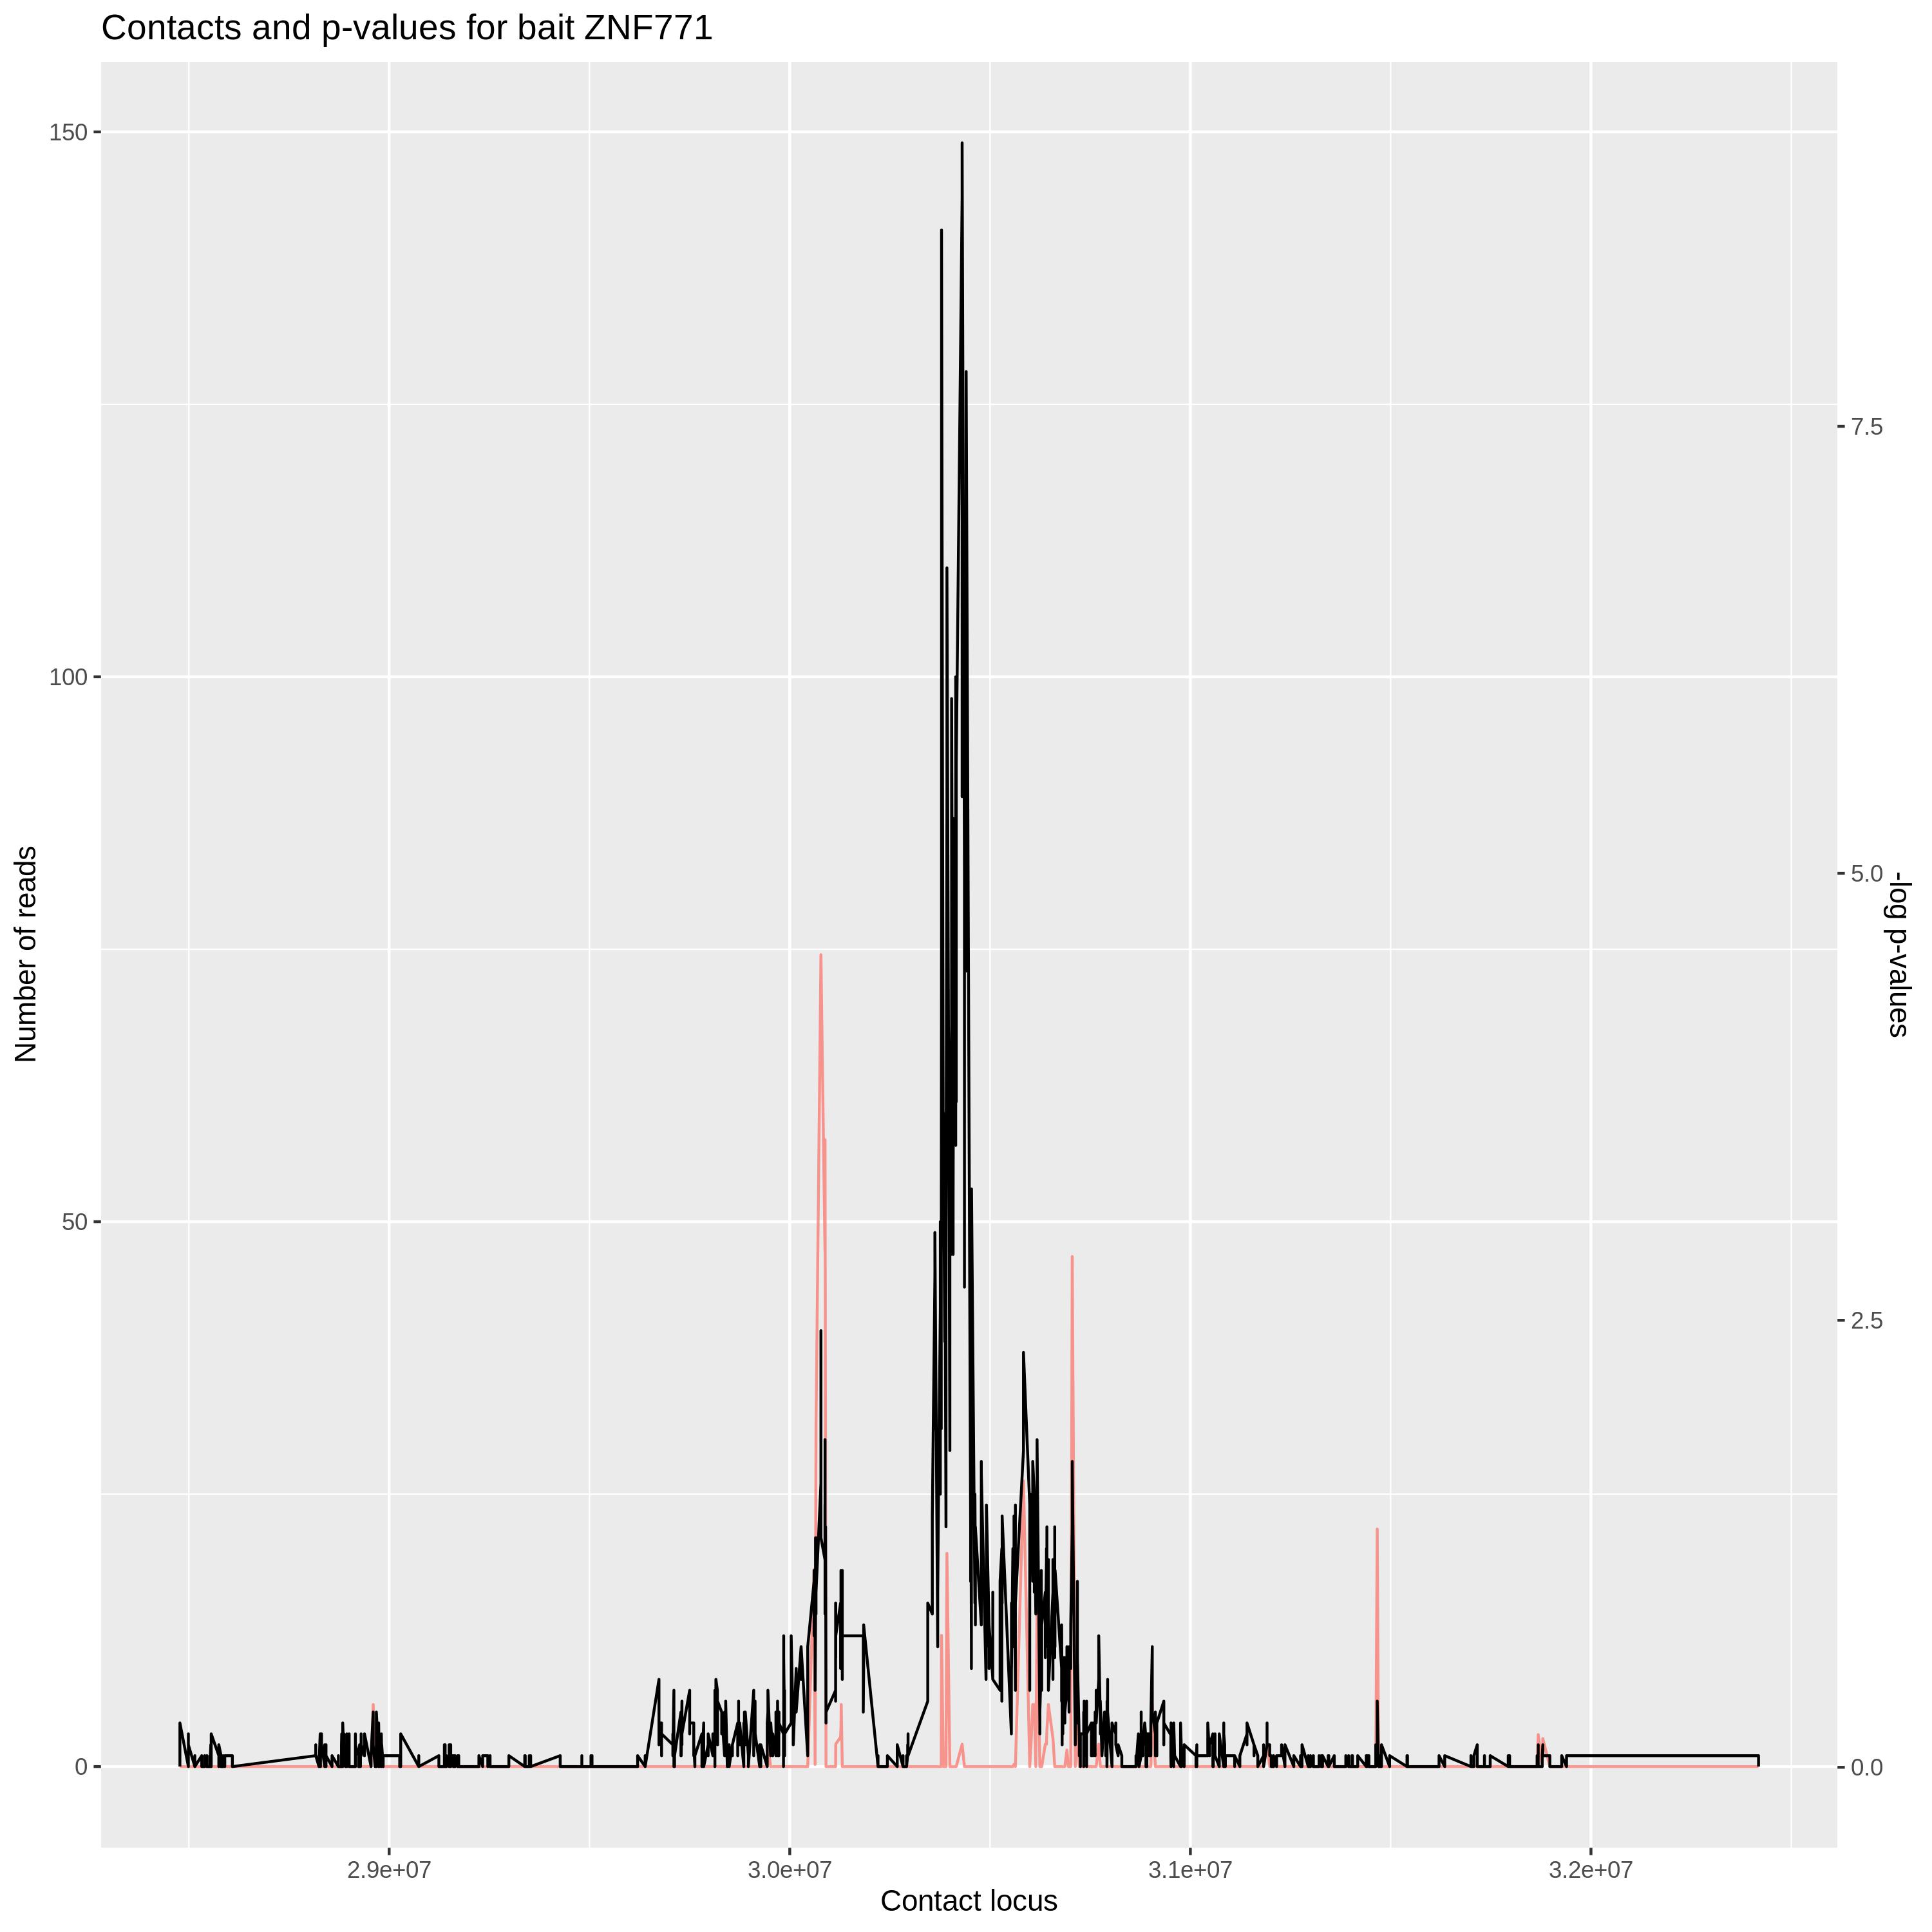 Contacts and p-values for bait ZNF771
150
100
50
0
Number of reads
7.5
5.0
2.5
0.0
-log p-values
2.9e+07
3.0e+07
3.1e+07
3.2e+07
Contact locus